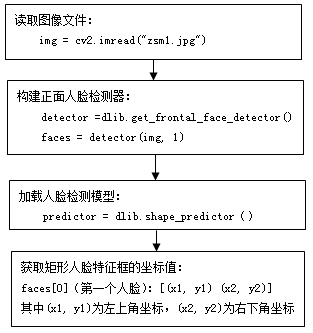 读取图像文件：
img = cv2.imread("zsm1.jpg")
构建正面人脸检测器：
detector =dlib.get_frontal_face_detector()
faces = detector(img, 1)
加载人脸检测模型：
predictor = dlib.shape_predictor ()
获取矩形人脸特征框的坐标值：
faces[0] (第一个人脸): [(x1, y1) (x2, y2)]
其中(x1, y1)为左上角坐标，(x2, y2)为右下角坐标